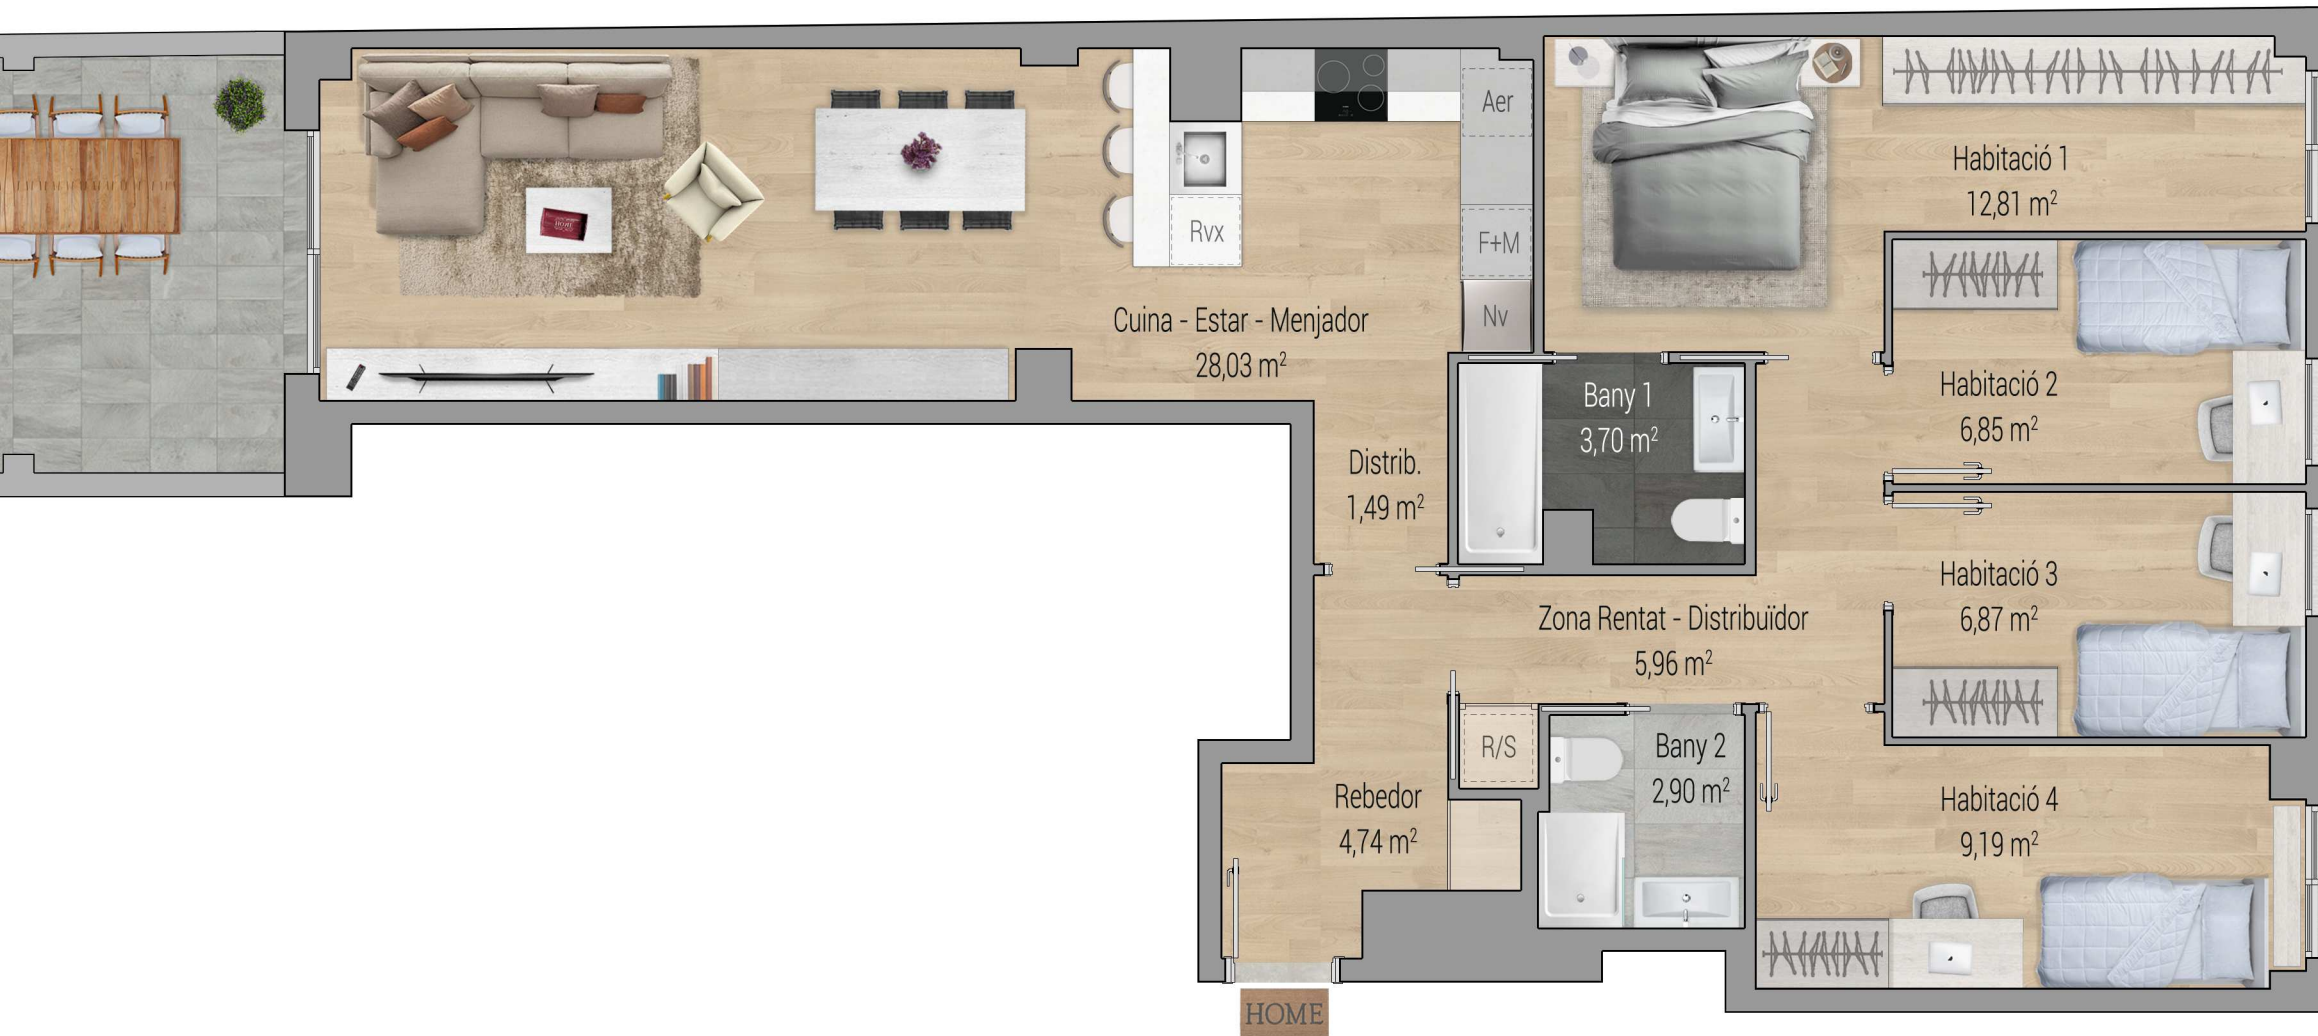 Aer
Habitació 1
12,81 m²
Rvx
F+M
Nv
Cuina - Estar - Menjador
28,03 m²
HOME
Bany 1
3,70 m²
Habitació 2
6,85 m²
Distrib.
1,49 m²
Habitació 3
6,87 m²
Zona Rentat - Distribuïdor
5,96 m²
R/S
Bany 2
2,90 m²
Rebedor
4,74 m²
Habitació 4
9,19 m²
HOME